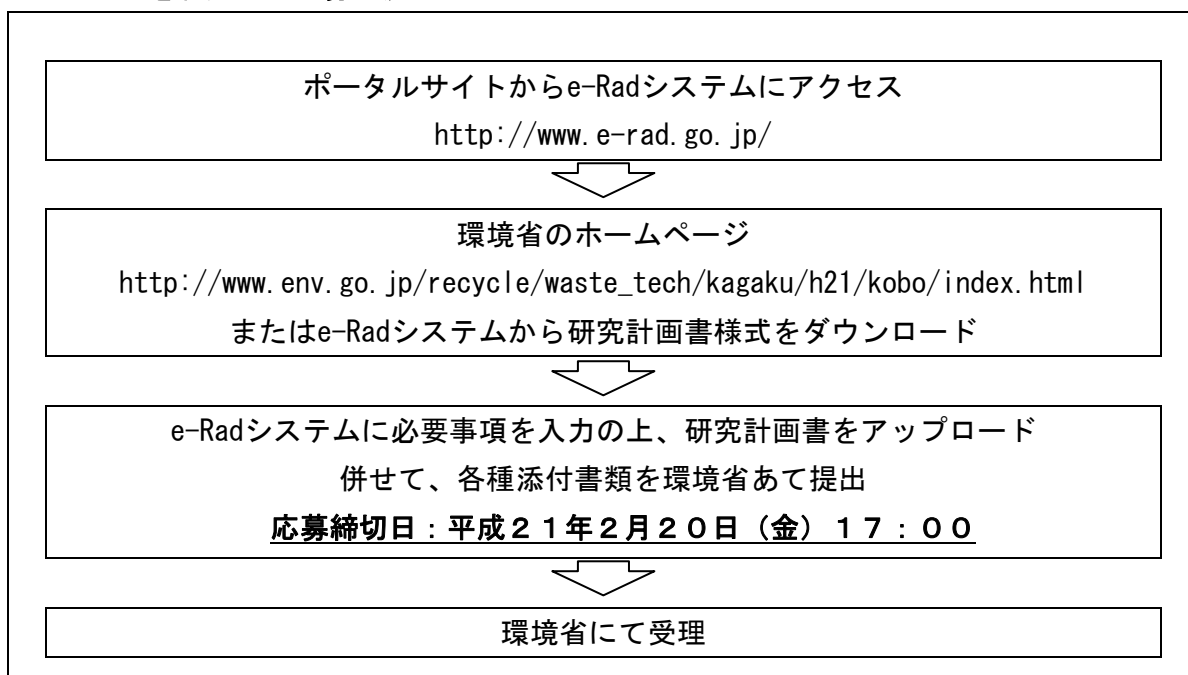 ポータルサイトからe-Radシステムにアクセス
http://www.e-rad.go.jp/
環境省のホームページ
http://www.env.go.jp/recycle/waste_tech/kagaku/h21/kobo/index.html
またはe-Radシステムから研究計画書様式をダウンロード
e-Radシステムに必要事項を入力の上、研究計画書をアップロード
併せて、各種添付書類を環境省あて提出
応募締切日：平成２１年２月２０日（金）１７：００
環境省にて受理